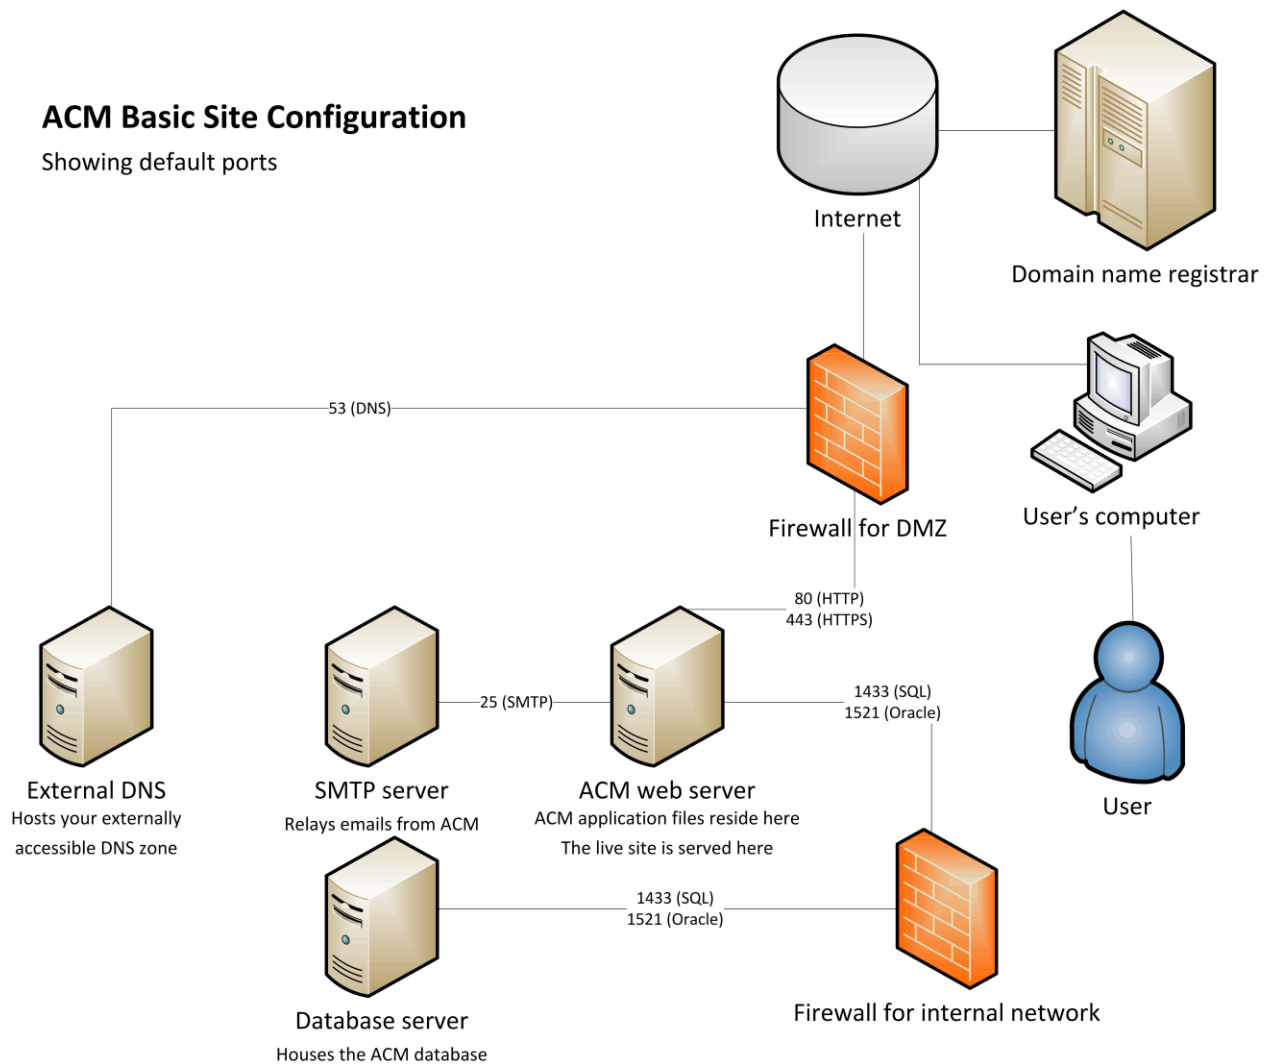 ACM Basic Site Configuration
Showing default ports
Internet
Domain name registrar
53 (DNS)
Firewall for DMZ
User’s computer
80 (HTTP)
443 (HTTPS)
25 (SMTP)
1433 (SQL)
1521 (Oracle)
External DNS
Hosts your externally
accessible DNS zone
SMTP server
Relays emails from ACM
ACM web server
ACM application files reside here
The live site is served here
User
1433 (SQL)
1521 (Oracle)
Database server
Houses the ACM database
Firewall for internal network